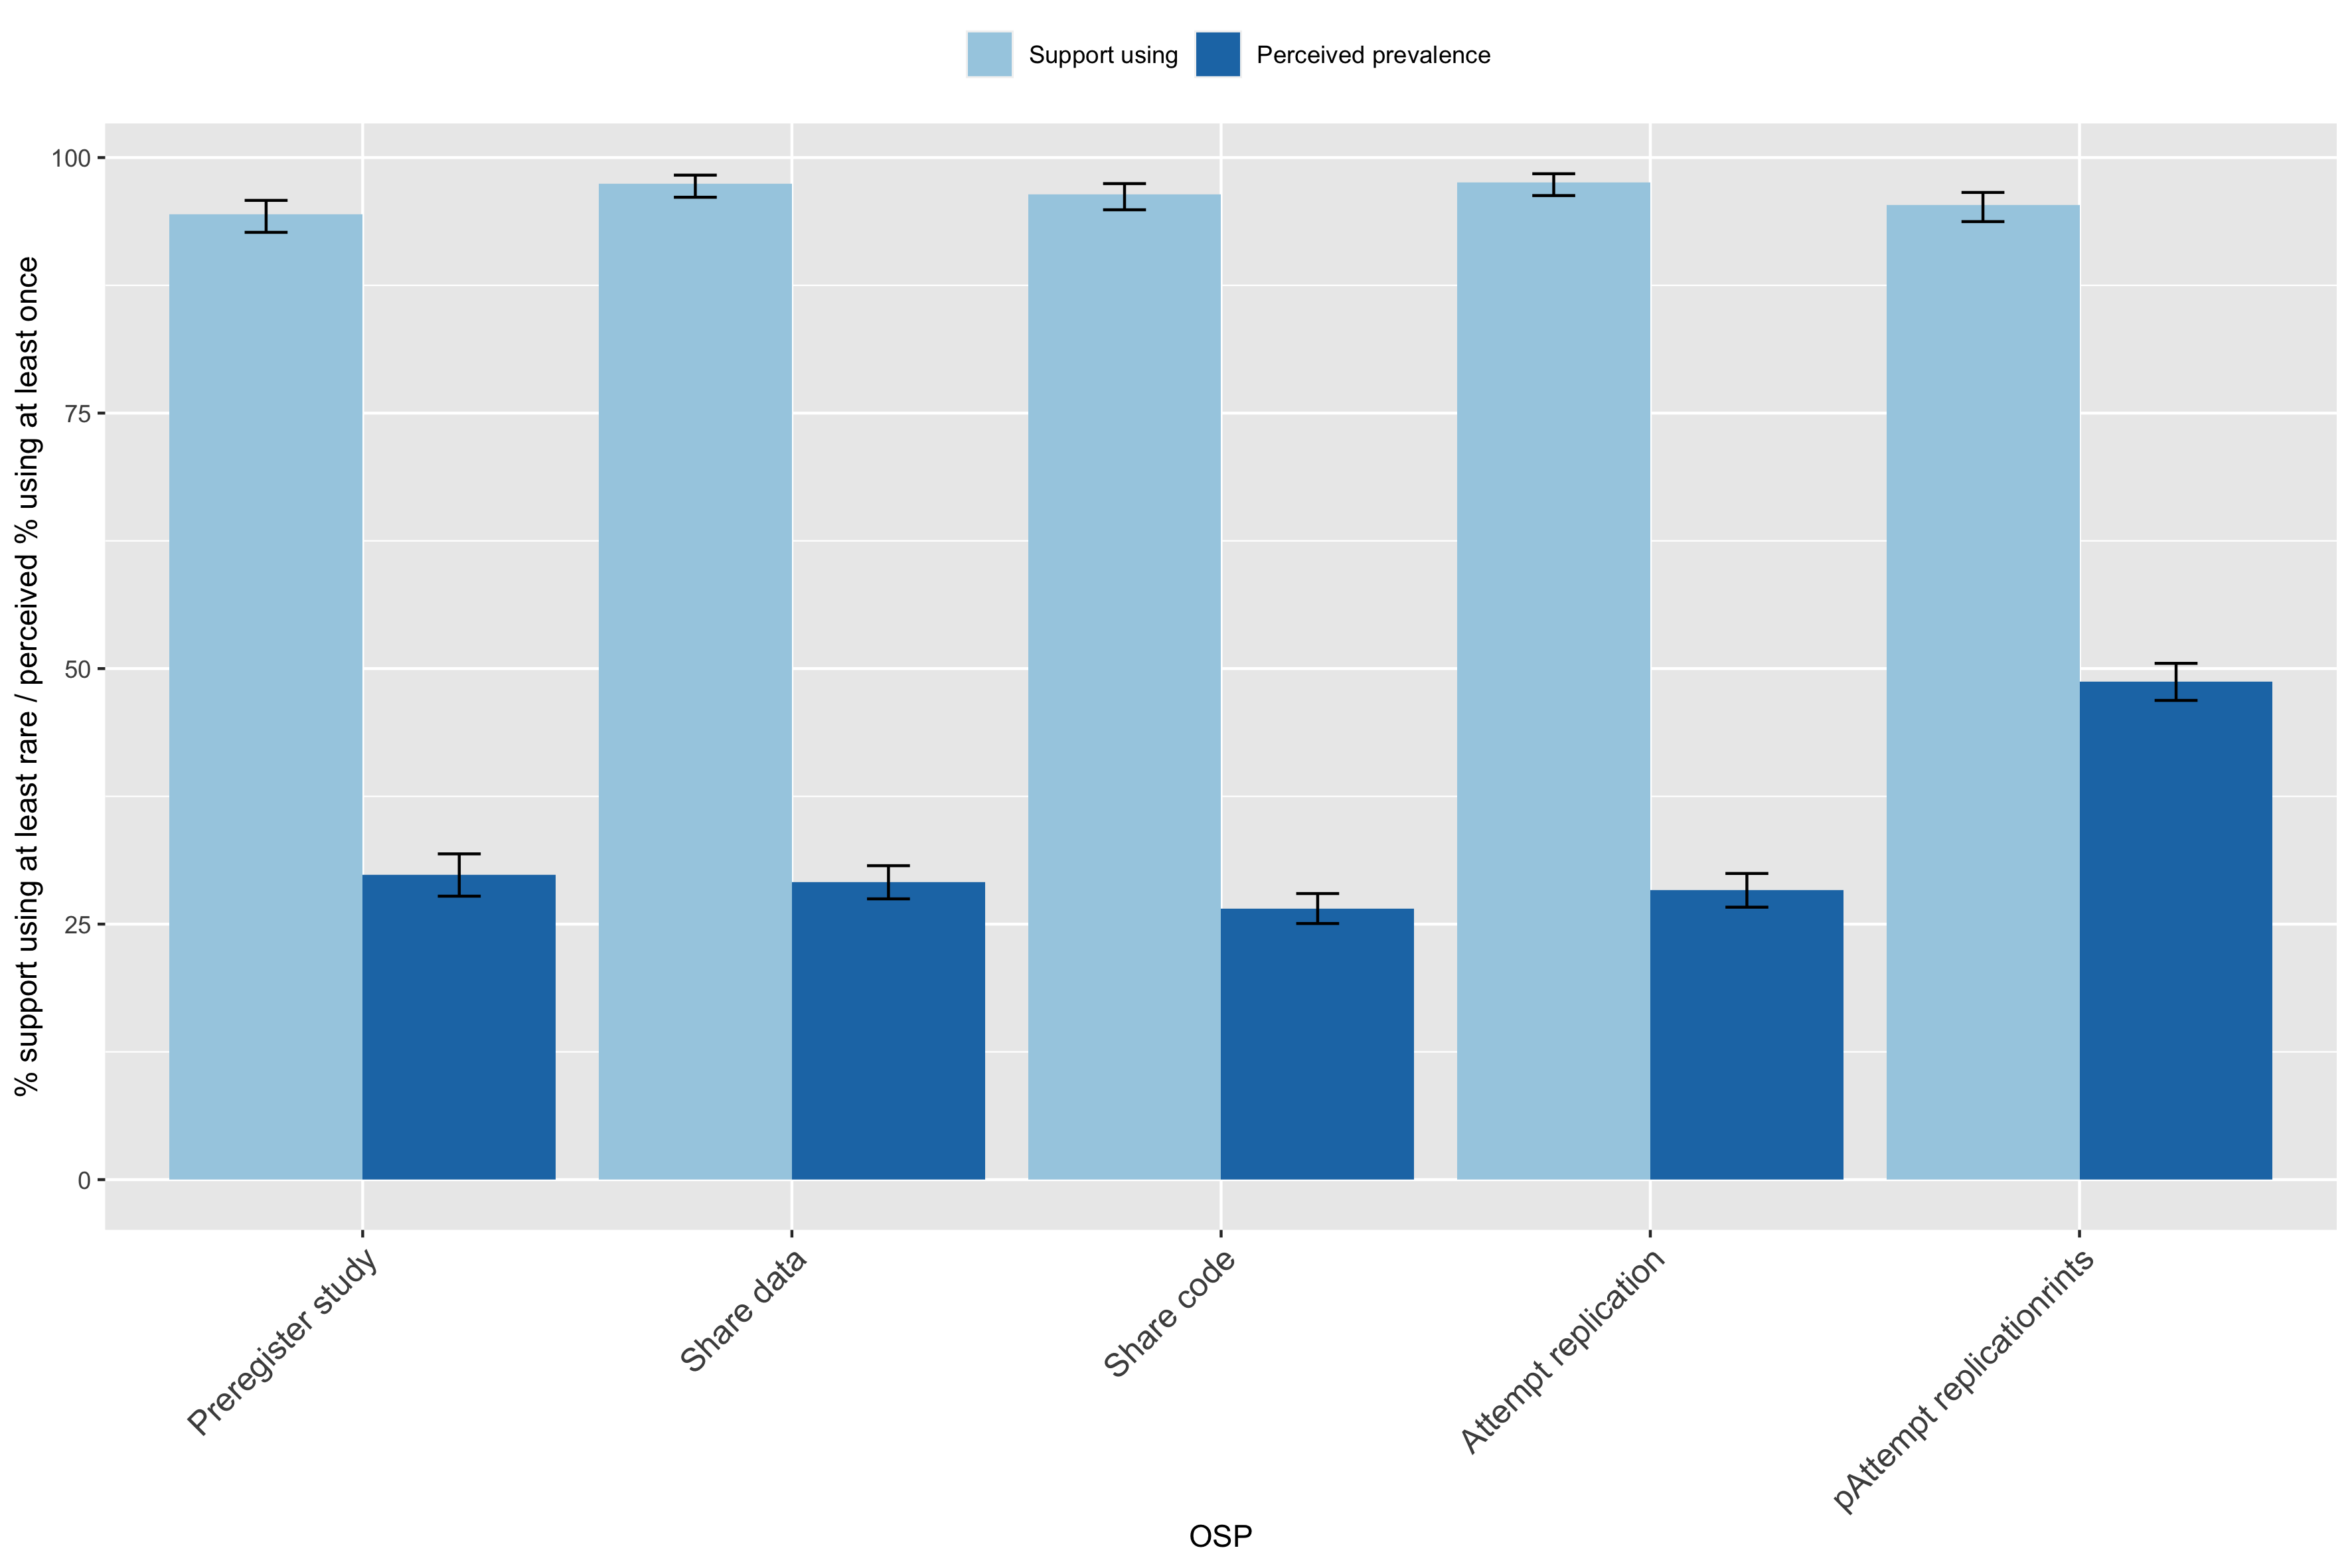 Support using
Perceived prevalence
% support using at least rare / perceived % using at least once
100
75
50
25
0
Preregister study
Share data
Share code
Attempt replication
pAttempt replicationrints
OSP